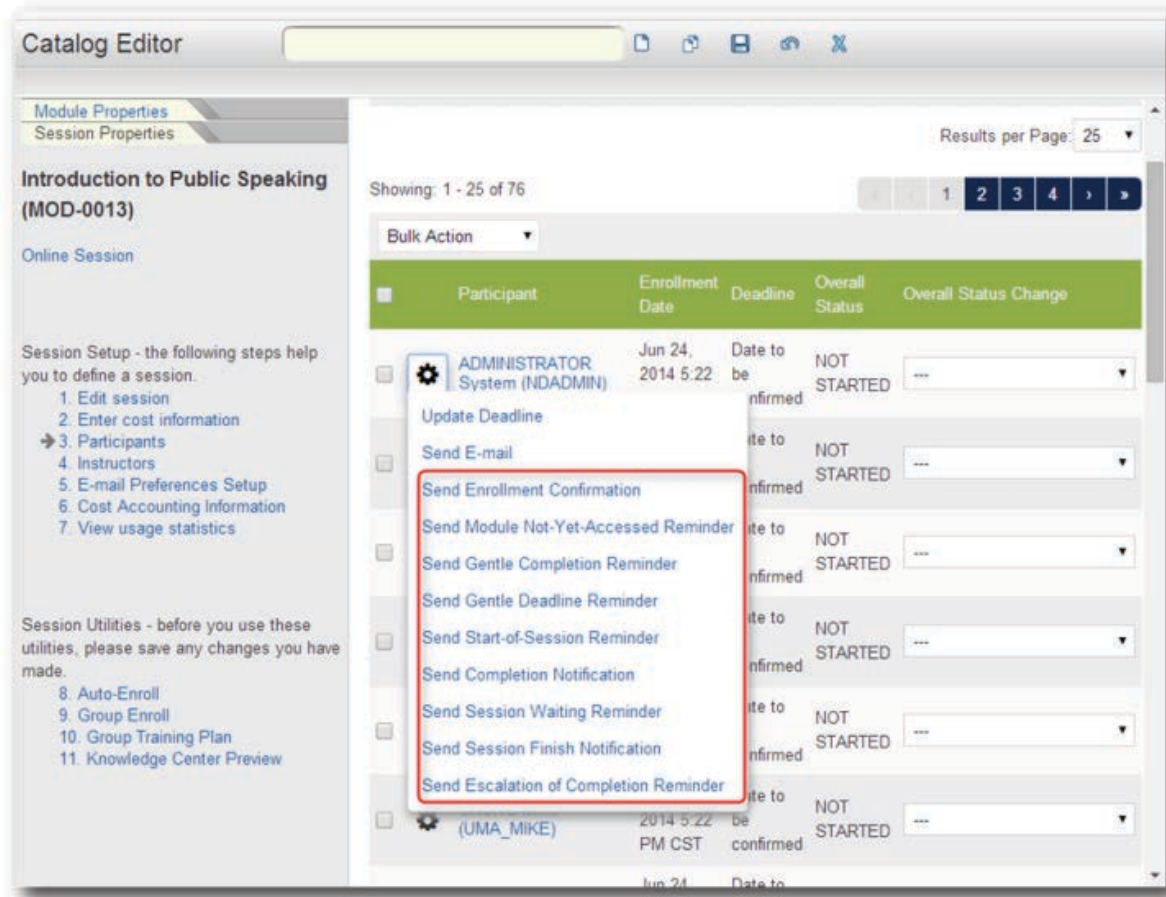 Catalog Editor
Module Properties
Session Properties
Introduction to Public Speaking
(MOD-0013)
Online Session
Session Setup - the following steps help
you to define a session.
1. Edit session
2. Enter cost information
3. Participants
4. Instructors
5. E-mail Preferences Setup
6. Cost Accounting Information
7. View usage statistics
Session Utilities - before you use these
utilities, please save any changes you have
made.
8. Auto-Enroll
9. Group Enroll
10. Group Training Plan
11. Knowledge Center Preview
Results per Page: 25
Showing: 1 - 25 of 76
1 2 3 4 › »
Bulk Action
Participant
Enrollment
Date
Deadline
Overall
Status
Overall Status Change
ADMINISTRATOR
System (NDADMIN)
Jun 24,
2014 5:22
Date to
be
NOT
STARTED
---
Update Deadline
Send E-mail
Send Enrollment Confirmation
Send Module Not-Yet-Accessed Reminder
Send Gentle Completion Reminder
Send Gentle Deadline Reminder
Send Start-of-Session Reminder
Send Completion Notification
Send Session Waiting Reminder
Send Session Finish Notification
Send Escalation of Completion Reminder
to
NOT
STARTED
---
to
NOT
STARTED
---
to
NOT
STARTED
---
to
NOT
STARTED
---
(UMA_MIKE)
2014 5:22
PM CST
to
be
confirmed
NOT
STARTED
---
Jun 24
Date to